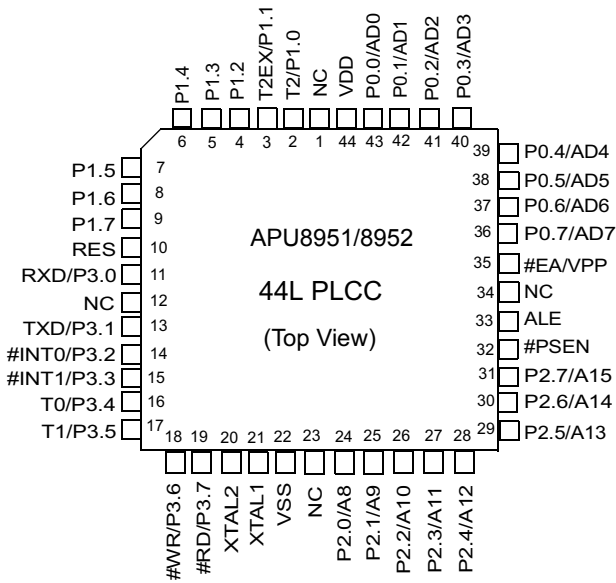 P1.4
P1.3
P1.2
T2EX/P1.1
T2/P1.0
NC
VDD
P0.0/AD0
P0.1/AD1
P0.2/AD2
P0.3/AD3
6 5 4 3 2 1 44 43 42 41 40
P1.5 7
P1.6 8
P1.7 9
RES 10
RXD/P3.0 11
NC 12
TXD/P3.1 13
#INT0/P3.2 14
#INT1/P3.3 15
T0/P3.4 16
T1/P3.5 17
APU8951/8952
44L PLCC
(Top View)
39 P0.4/AD4
38 P0.5/AD5
37 P0.6/AD6
36 P0.7/AD7
35 #EA/VPP
34 NC
33 ALE
32 #PSEN
31 P2.7/A15
30 P2.6/A14
29 P2.5/A13
18 19 20 21 22 23 24 25 26 27 28
#WR/P3.6
#RD/P3.7
XTAL2
XTAL1
VSS
NC
P2.0/A8
P2.1/A9
P2.2/A10
P2.3/A11
P2.4/A12